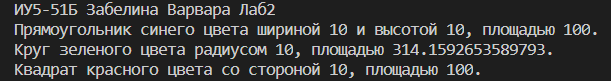 ИУ5-51Б Забелина Варвара Лаб2
Прямоугольник синего цвета шириной 10 и высотой 10, площадью 100.
Круг зеленого цвета радиусом 10, площадью 314.1592653589793.
Квадрат красного цвета со стороной 10, площадью 100.